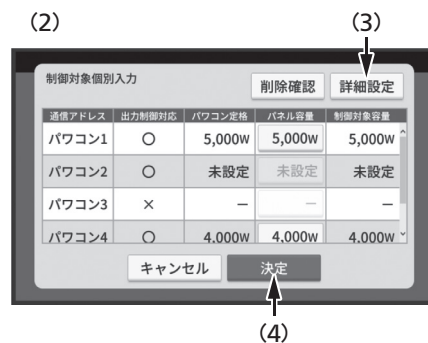 (2)
(3)
制御対象個別入力
削除確認 詳細設定
通信アドレス 出力制御対応 パワコン定格 パネル容量 制御対象容量
パワコン1 ○ 5,000w 5,000w 5,000w
パワコン2 ○ 未設定 未設定 未設定
パワコン3 × − − −
パワコン4 ○ 4,000w 4,000w 4,000w
キャンセル 決定
(4)